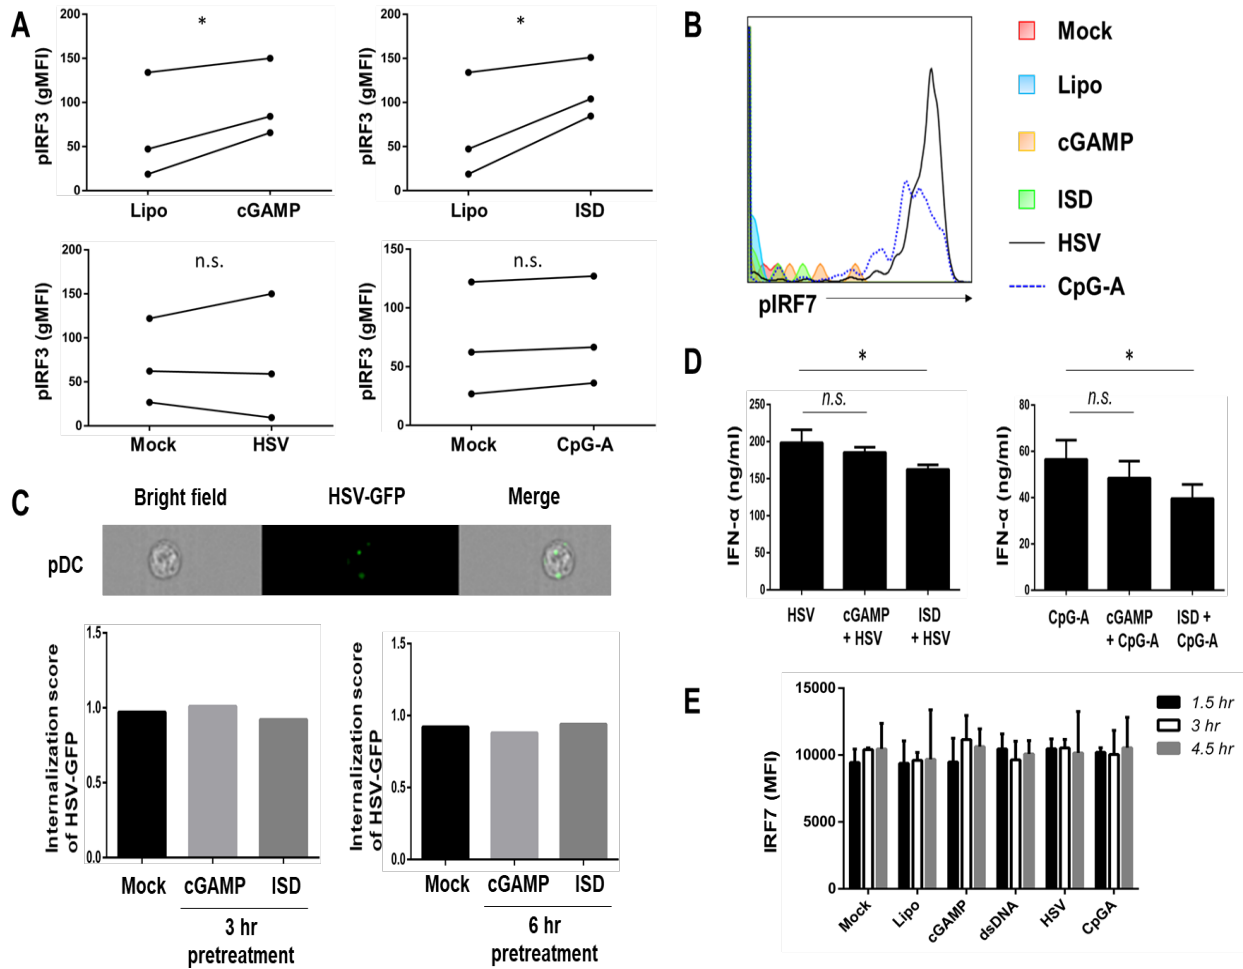 A
200
150
100
50
0
pIRF3 (gMFI)
*
Lipo
cGAMP
200
150
100
50
0
pIRF3 (gMFI)
*
Lipo
ISD
200
150
100
50
0
pIRF3 (gMFI)
n.s.
Mock
HSV
150
100
50
0
pIRF3 (gMFI)
n.s.
Mock
CpG-A
B
pIRF7
Mock
Lipo
cGAMP
ISD
HSV
CpG-A
C
Bright field
HSV-GFP
Merge
pDC
1.5
1.0
0.5
0.0
Internalization score
of HSV-GFP
Mock
cGAMP
ISD
3 hr
pretreatment
1.5
1.0
0.5
0.0
Internalization score
of HSV-GFP
Mock
cGAMP
ISD
6 hr
pretreatment
D
*
n.s.
250
200
150
100
50
0
IFN-α (ng/ml)
HSV
cGAMP
+ HSV
ISD
+ HSV
*
n.s.
80
60
40
20
0
IFN-α (ng/ml)
CpG-A
cGAMP
+ CpG-A
ISD +
CpG-A
E
15000
10000
5000
0
IRF7 (MFI)
1.5 hr
3 hr
4.5 hr
Mock
Lipo
cGAMP
dsDNA
HSV
CpGA